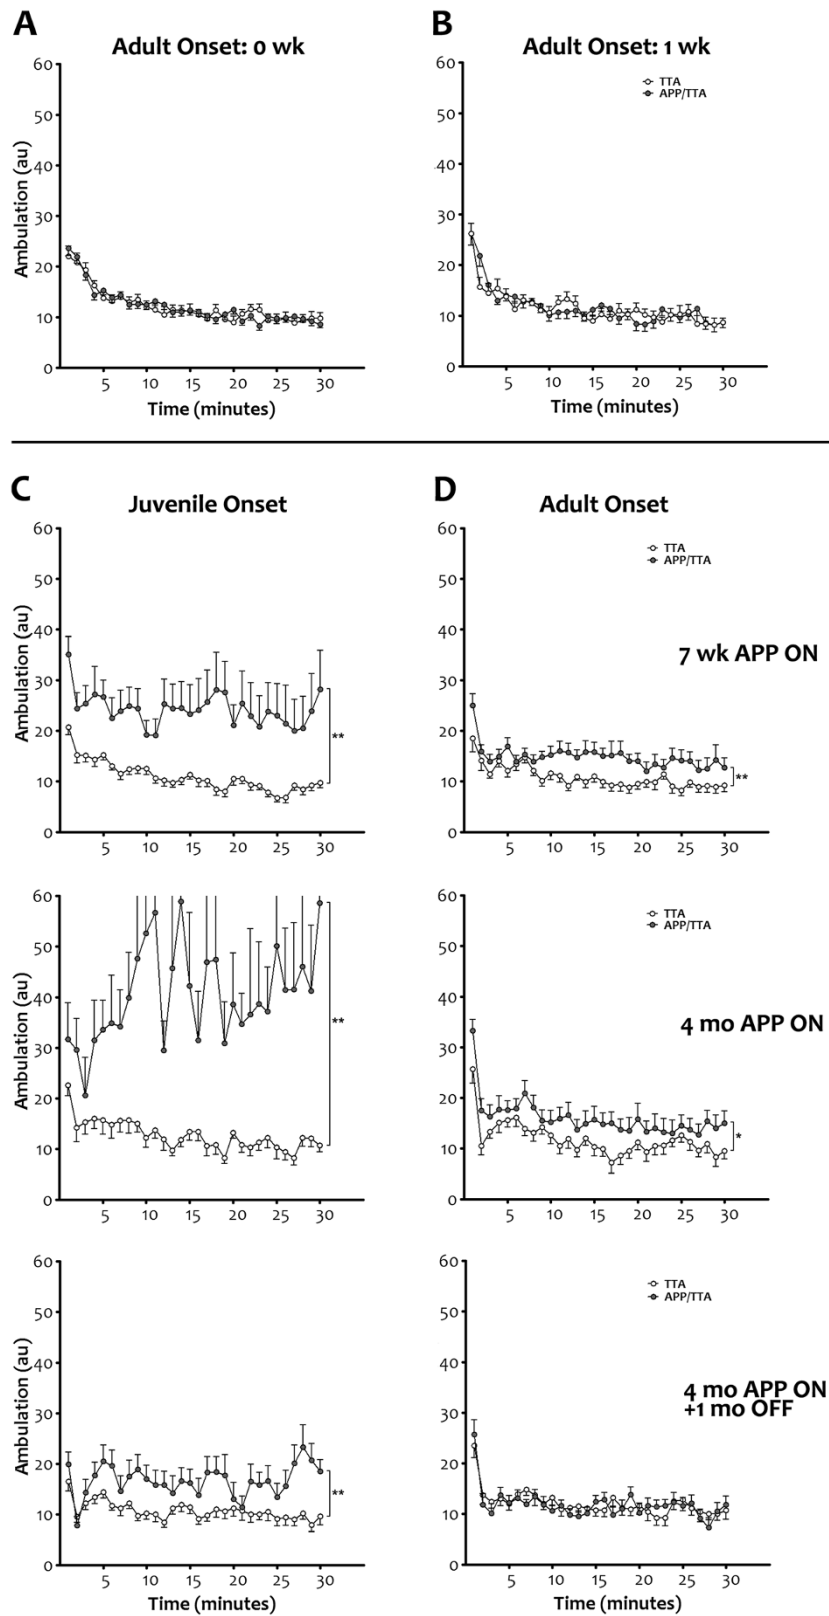 A
Adult Onset: 0 wk
60
50
40
30
20
10
0
Ambulation (au)
5 10 15 20 25 30
Time (minutes)
B
Adult Onset: 1 wk
TTA
APP/TTA
60
50
40
30
20
10
0
5 10 15 20 25 30
Time (minutes)
C
Juvenile Onset
60
50
40
30
20
10
0
Ambulation (au)
**
5 10 15 20 25 30
D
Adult Onset
TTA
APP/TTA
7 wk APP ON
60
50
40
30
20
10
0
**
5 10 15 20 25 30
60
50
40
30
20
10
0
Ambulation (au)
**
5 10 15 20 25 30
TTA
APP/TTA
4 mo APP ON
60
50
40
30
20
10
0
*
5 10 15 20 25 30
60
50
40
30
20
10
0
Ambulation (au)
**
5 10 15 20 25 30
Time (minutes)
TTA
APP/TTA
4 mo APP ON
+1 mo OFF
60
50
40
30
20
10
0
5 10 15 20 25 30
Time (minutes)